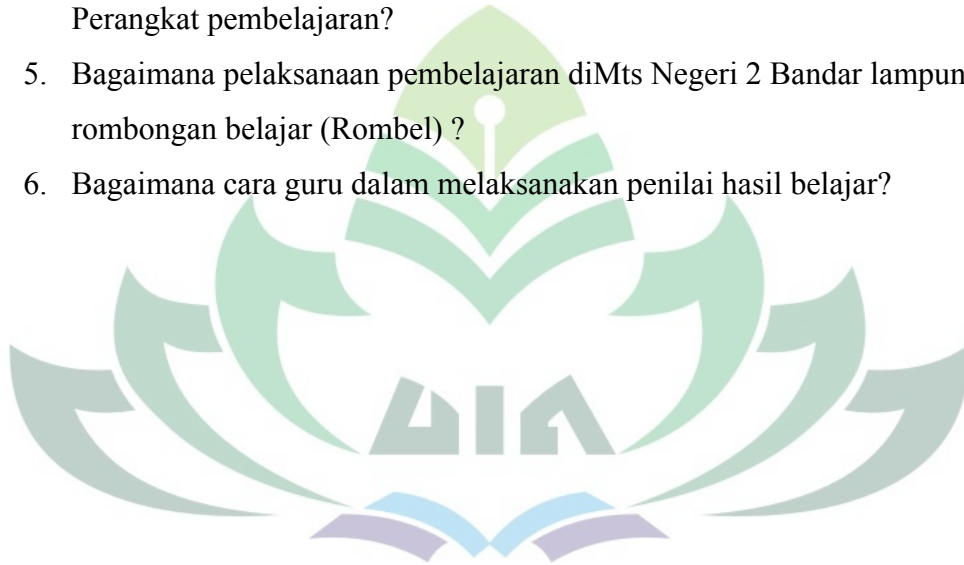 Perangkat pembelajaran?
5. Bagaimana pelaksanaan pembelajaran diMts Negeri 2 Bandar
rombongan belajar (Rombel) ?
6. Bagaimana cara guru dalam melaksanakan penilai hasil belajar?
UIN